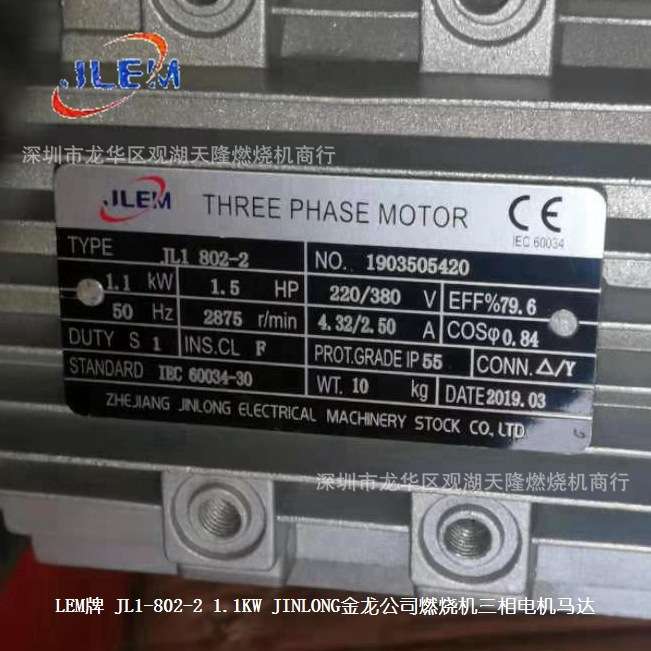 JLEM
深圳市龙华区观湖天隆燃烧机商行
JLEM THREE PHASE MOTOR CE
IEC 60034
TYPE JL1 802-2 NO. 1903505420
1.1 kW 1.5 HP 220/380 V EFF%79.6
50 Hz 2875 r/min 4.32/2.50 A COSφ0.84
DUTY S 1 INS.CL F PROT.GRADE IP 55 CONN. △/Y
STANDARD IEC 60034-30 WT. 10 kg DATE 2019.03
ZHEJIANG JINLONG ELECTRICAL MACHINERY STOCK CO,LTD
深圳市龙华区观湖天隆燃烧机商行
LEM牌 JL1-802-2 1.1KW JINLONG金龙公司燃烧机三相电机马达